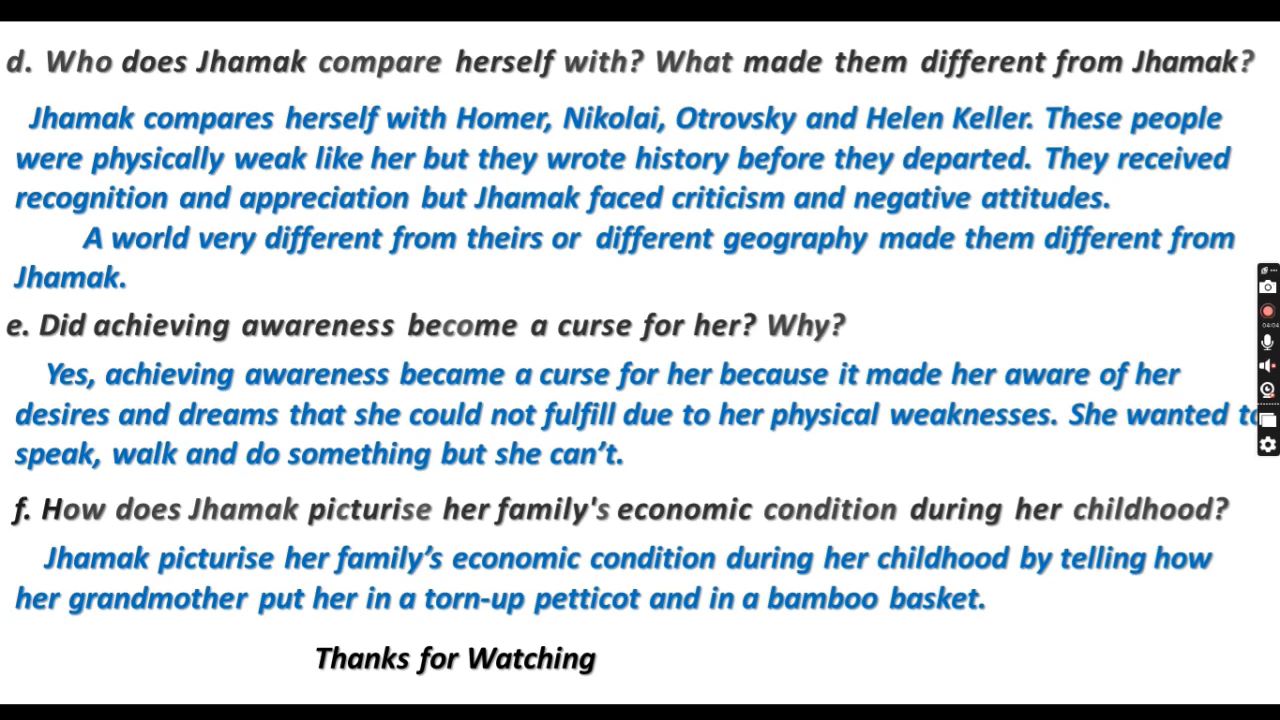 d. Who does Jhamak compare herself with? What made them different from Jhamak?
Jhamak compares herself with Homer, Nikolai, Otrovsky and Helen Keller. These people
were physically weak like her but they wrote history before they departed. They received
recognition and appreciation but Jhamak faced criticism and negative attitudes.
A world very different from theirs or different geography made them different from
Jhamak.
e. Did achieving awareness become a curse for her? Why?
Yes, achieving awareness became a curse for her because it made her aware of her
desires and dreams that she could not fulfill due to her physical weaknesses. She wanted to
speak, walk and do something but she can't.
f. How does Jhamak picturise her family's economic condition during her childhood?
Jhamak picturise her family's economic condition during her childhood by telling how
her grandmother put her in a torn-up petticot and in a bamboo basket.
Thanks for Watching
04:04